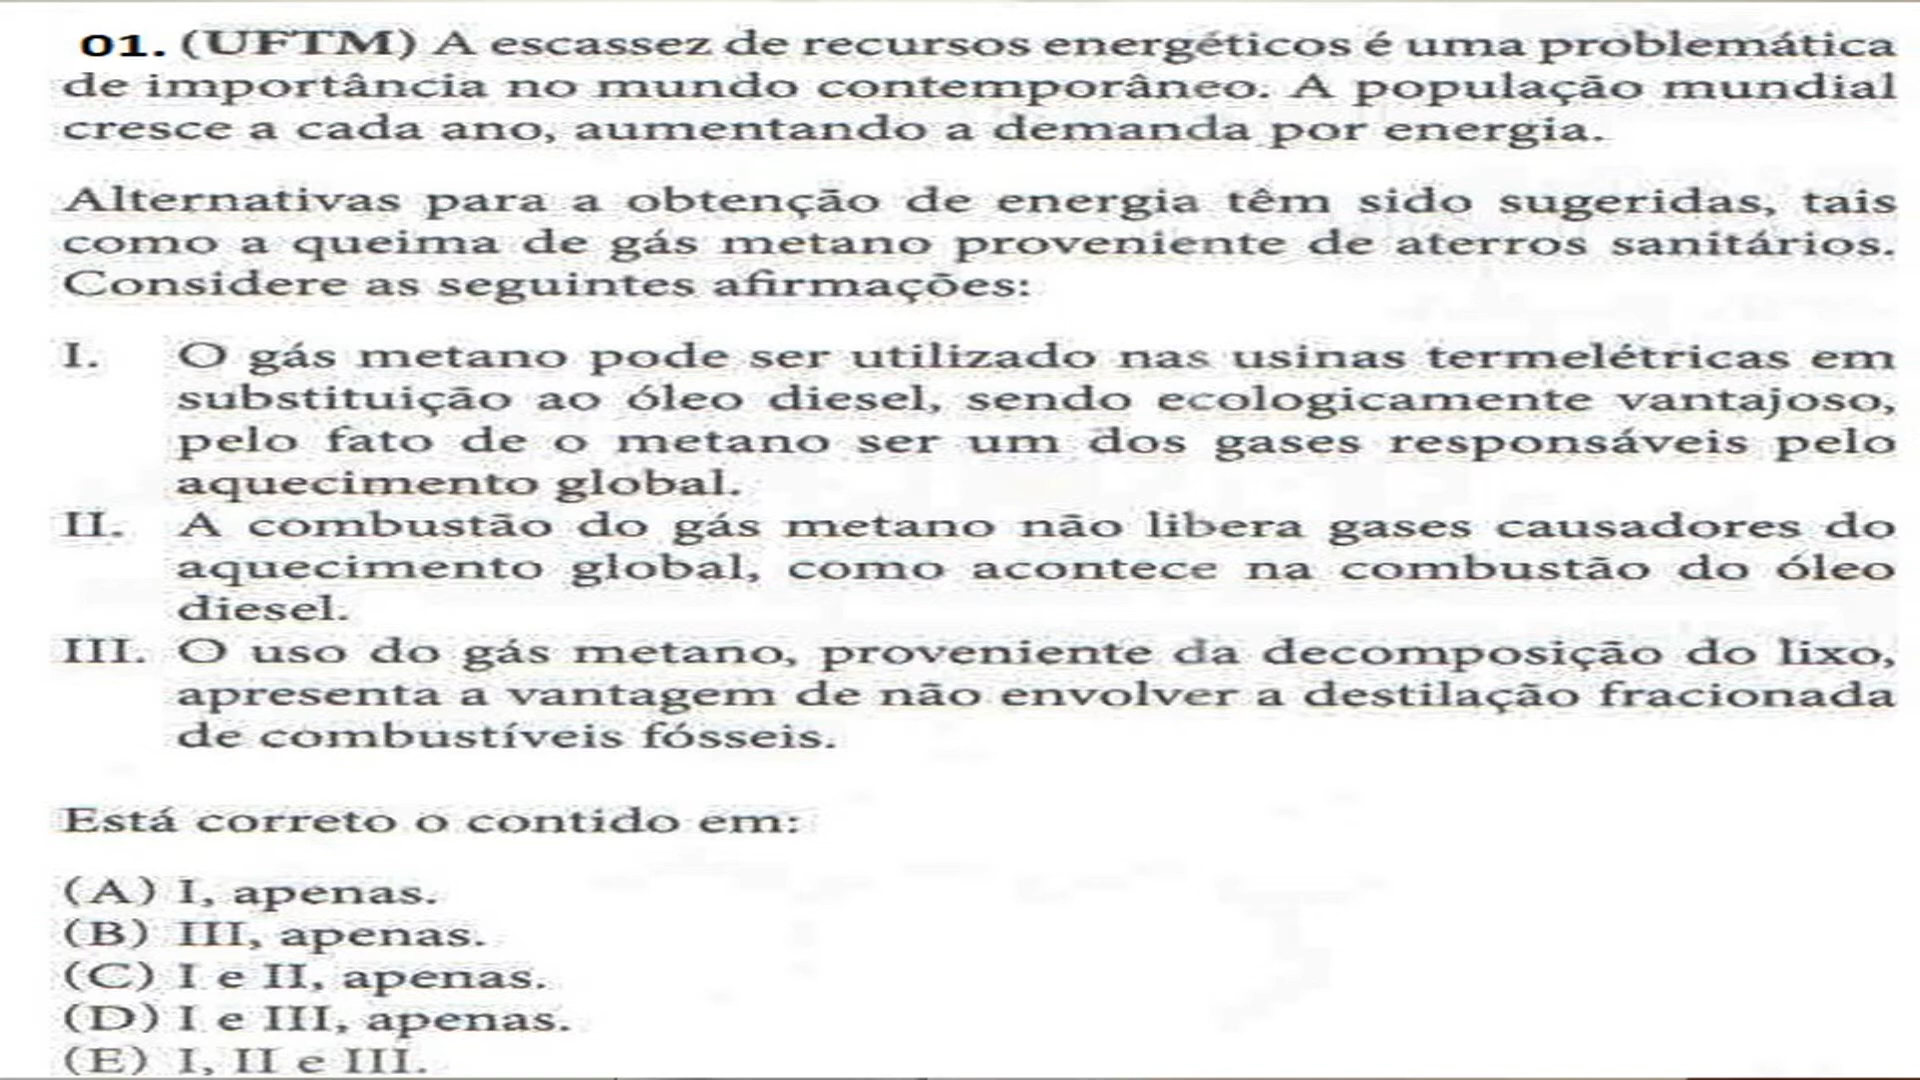 01. (UFTM) A escassez de recursos energéticos é uma problemática
de importância no mundo contemporâneo. A população mundial
cresce a cada ano, aumentando a demanda por energia.
Alternativas para a obtenção de energia têm sido sugeridas, tais
como a queima de gás metano proveniente de aterros sanitários.
Considere as seguintes afirmações:
I. O gás metano pode ser utilizado nas usinas termelétricas em
substituição ao óleo diesel, sendo ecologicamente vantajoso,
pelo fato de o metano ser um dos gases responsáveis pelo
aquecimento global.
II. A combustão do gás metano não libera gases causadores do
aquecimento global, como acontece na combustão do óleo
diesel.
III. O uso do gás metano, proveniente da decomposição do lixo,
apresenta a vantagem de não envolver a destilação fracionada
de combustíveis fósseis.
Está correto o contido em:
(A) I, apenas.
(B) III, apenas.
(C) I e II, apenas.
(D) I e III, apenas.
(E) I, II e III.